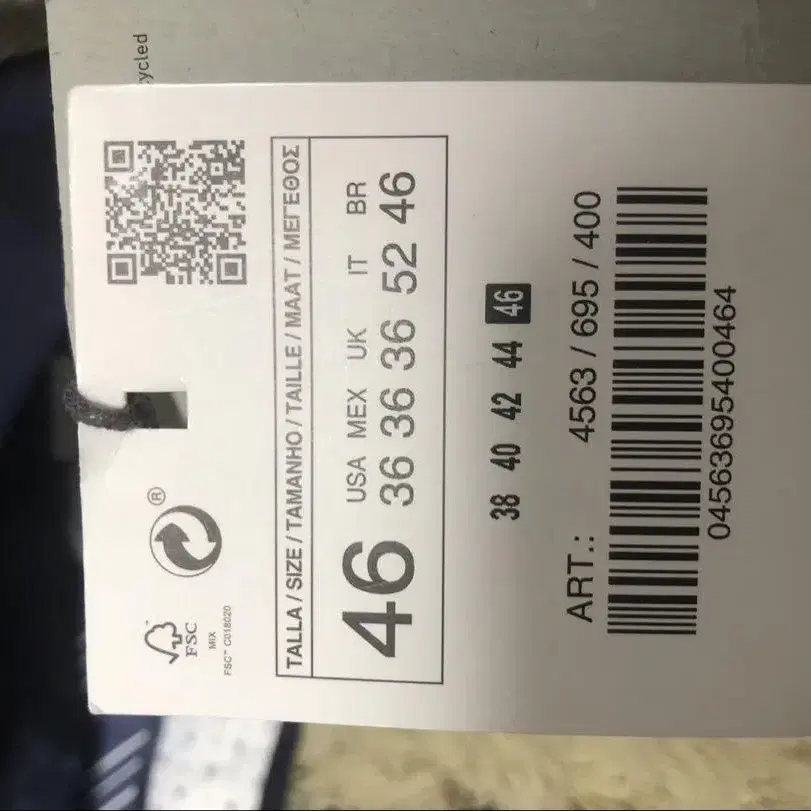 ycled
®
FSC
MIX
FSC™ C018020
TALLA / SIZE / TAMANHO / TAILLE / MAAT / ΜΕΓΕΘΟΣ
46
USA MEX UK IT BR
36 36 36 52 46
38 40 42 44 46
ART.: 4563 / 695 / 400
04563695400464